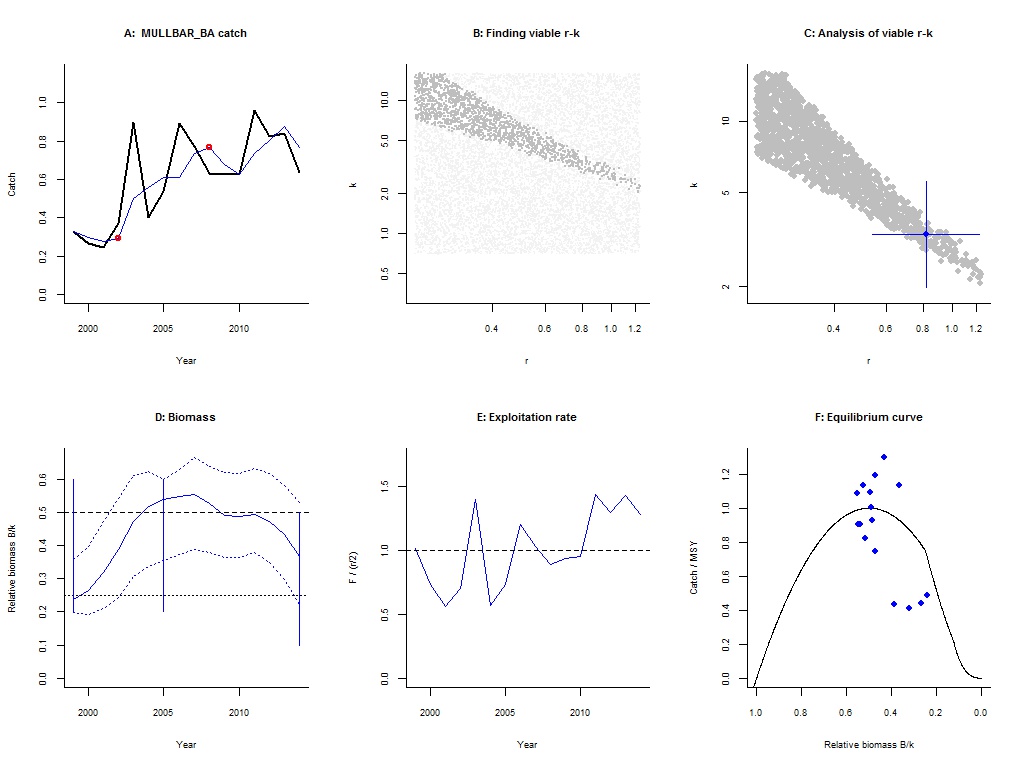 A: MULLBAR_BA catch
Catch
0.0 0.2 0.4 0.6 0.8 1.0
2000 2005 2010
Year
B: Finding viable r-k
k
0.5 1.0 2.0 5.0 10.0
0.4 0.6 0.8 1.0 1.2
r
C: Analysis of viable r-k
k
2 5 10
0.4 0.6 0.8 1.0 1.2
r
D: Biomass
Relative biomass B/k
0.0 0.1 0.2 0.3 0.4 0.5 0.6
2000 2005 2010
Year
E: Exploitation rate
F / (r/2)
0.0 0.5 1.0 1.5
2000 2005 2010
Year
F: Equilibrium curve
Catch / MSY
0.0 0.2 0.4 0.6 0.8 1.0 1.2
1.0 0.8 0.6 0.4 0.2 0.0
Relative biomass B/k